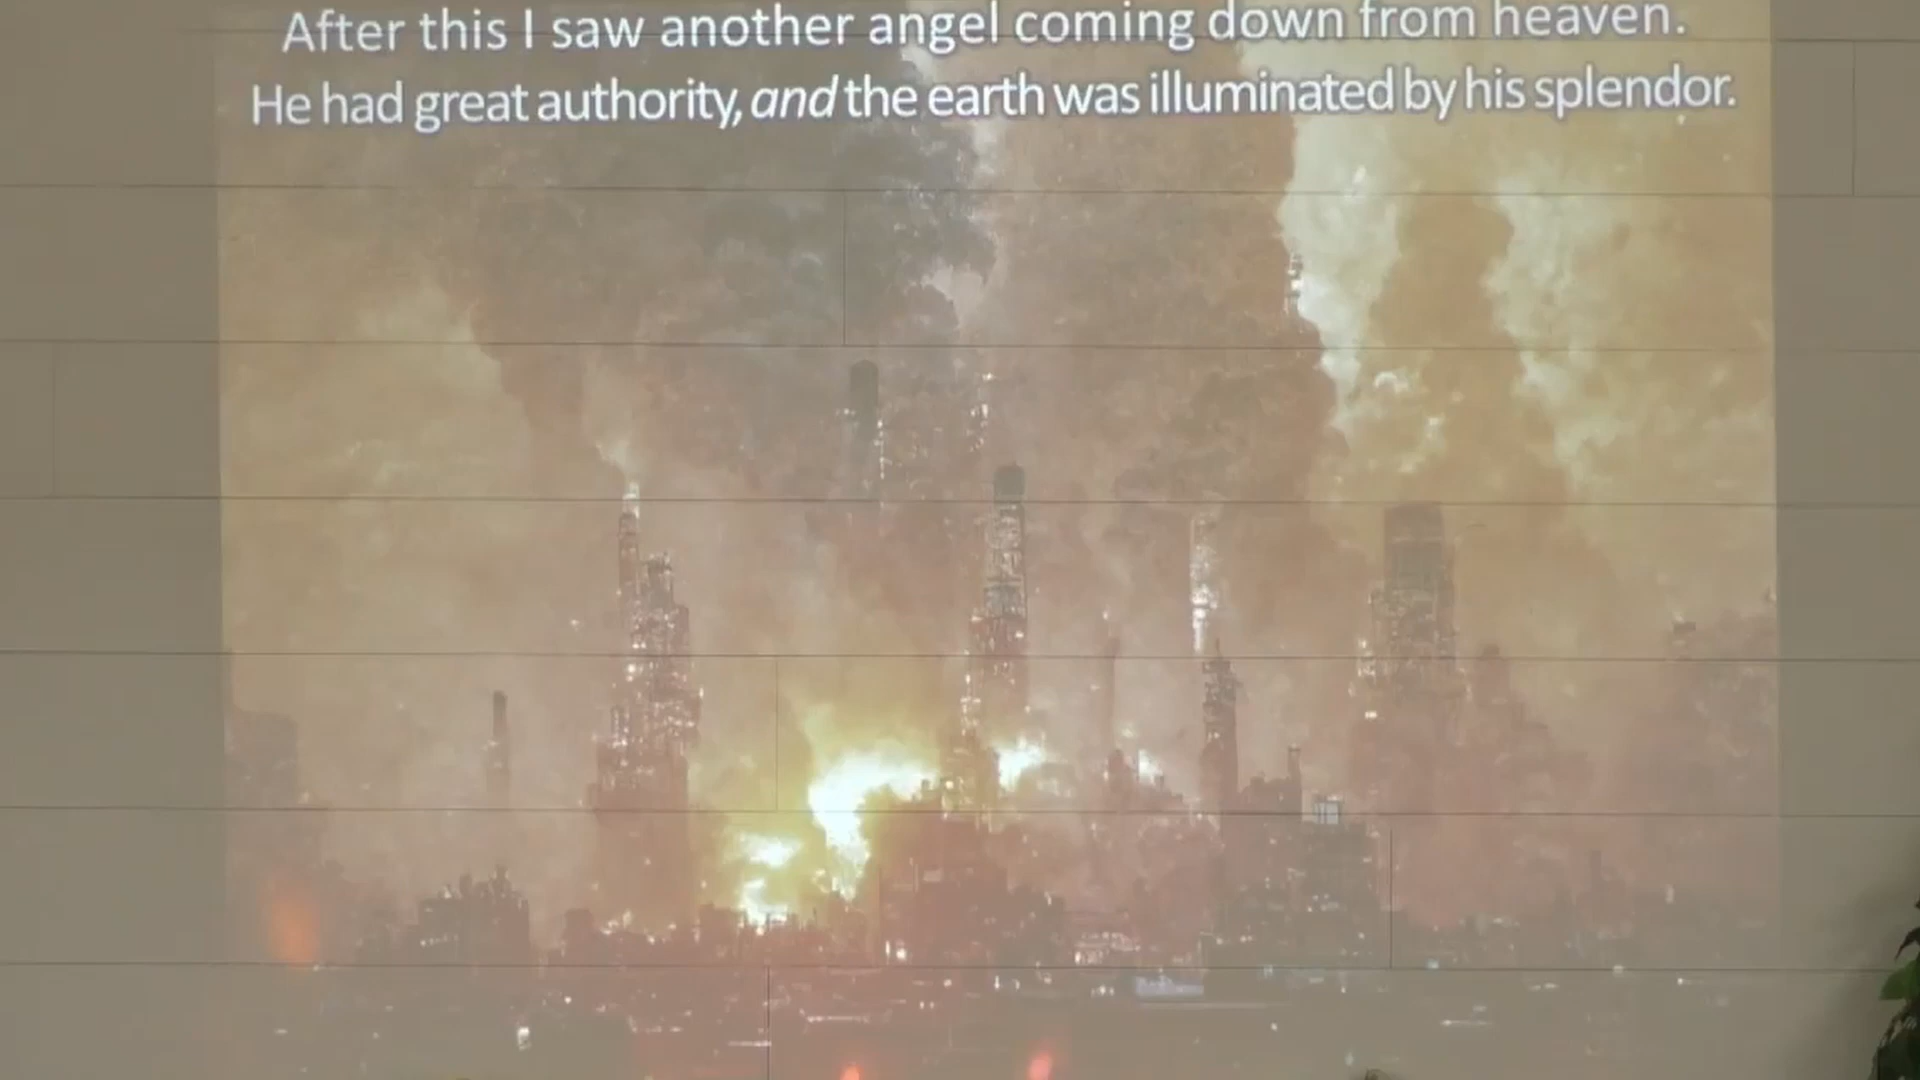 After this I saw another angel coming down from heaven.
He had great authority, and the earth was illuminated by his splendor.